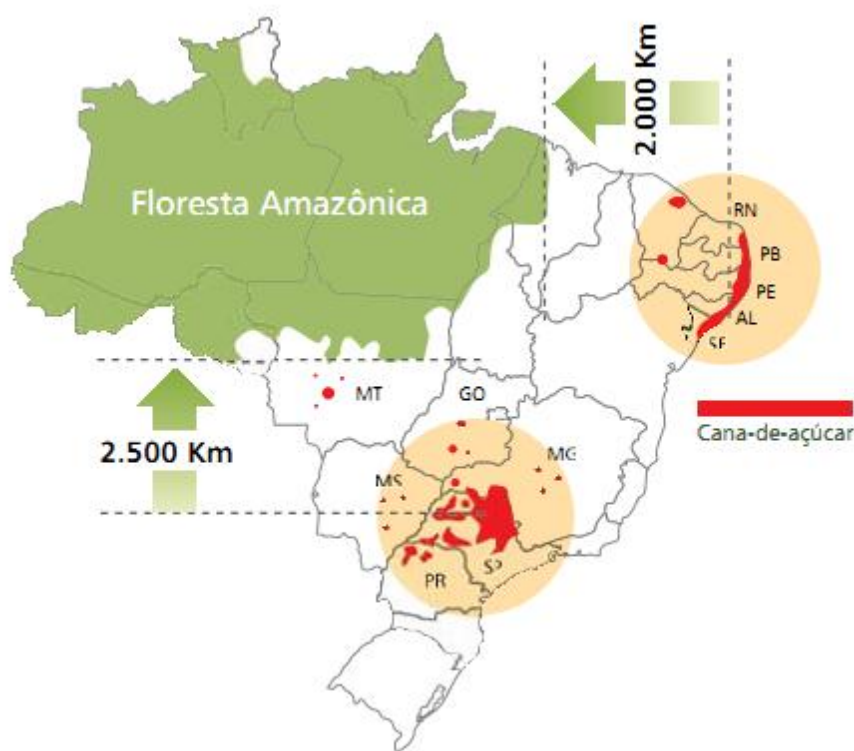 2.000 Km
Floresta Amazônica
RN
PB
PE
AL
SE
MT
GO
Cana-de-açúcar
2.500 Km
MG
MS
SP
PR